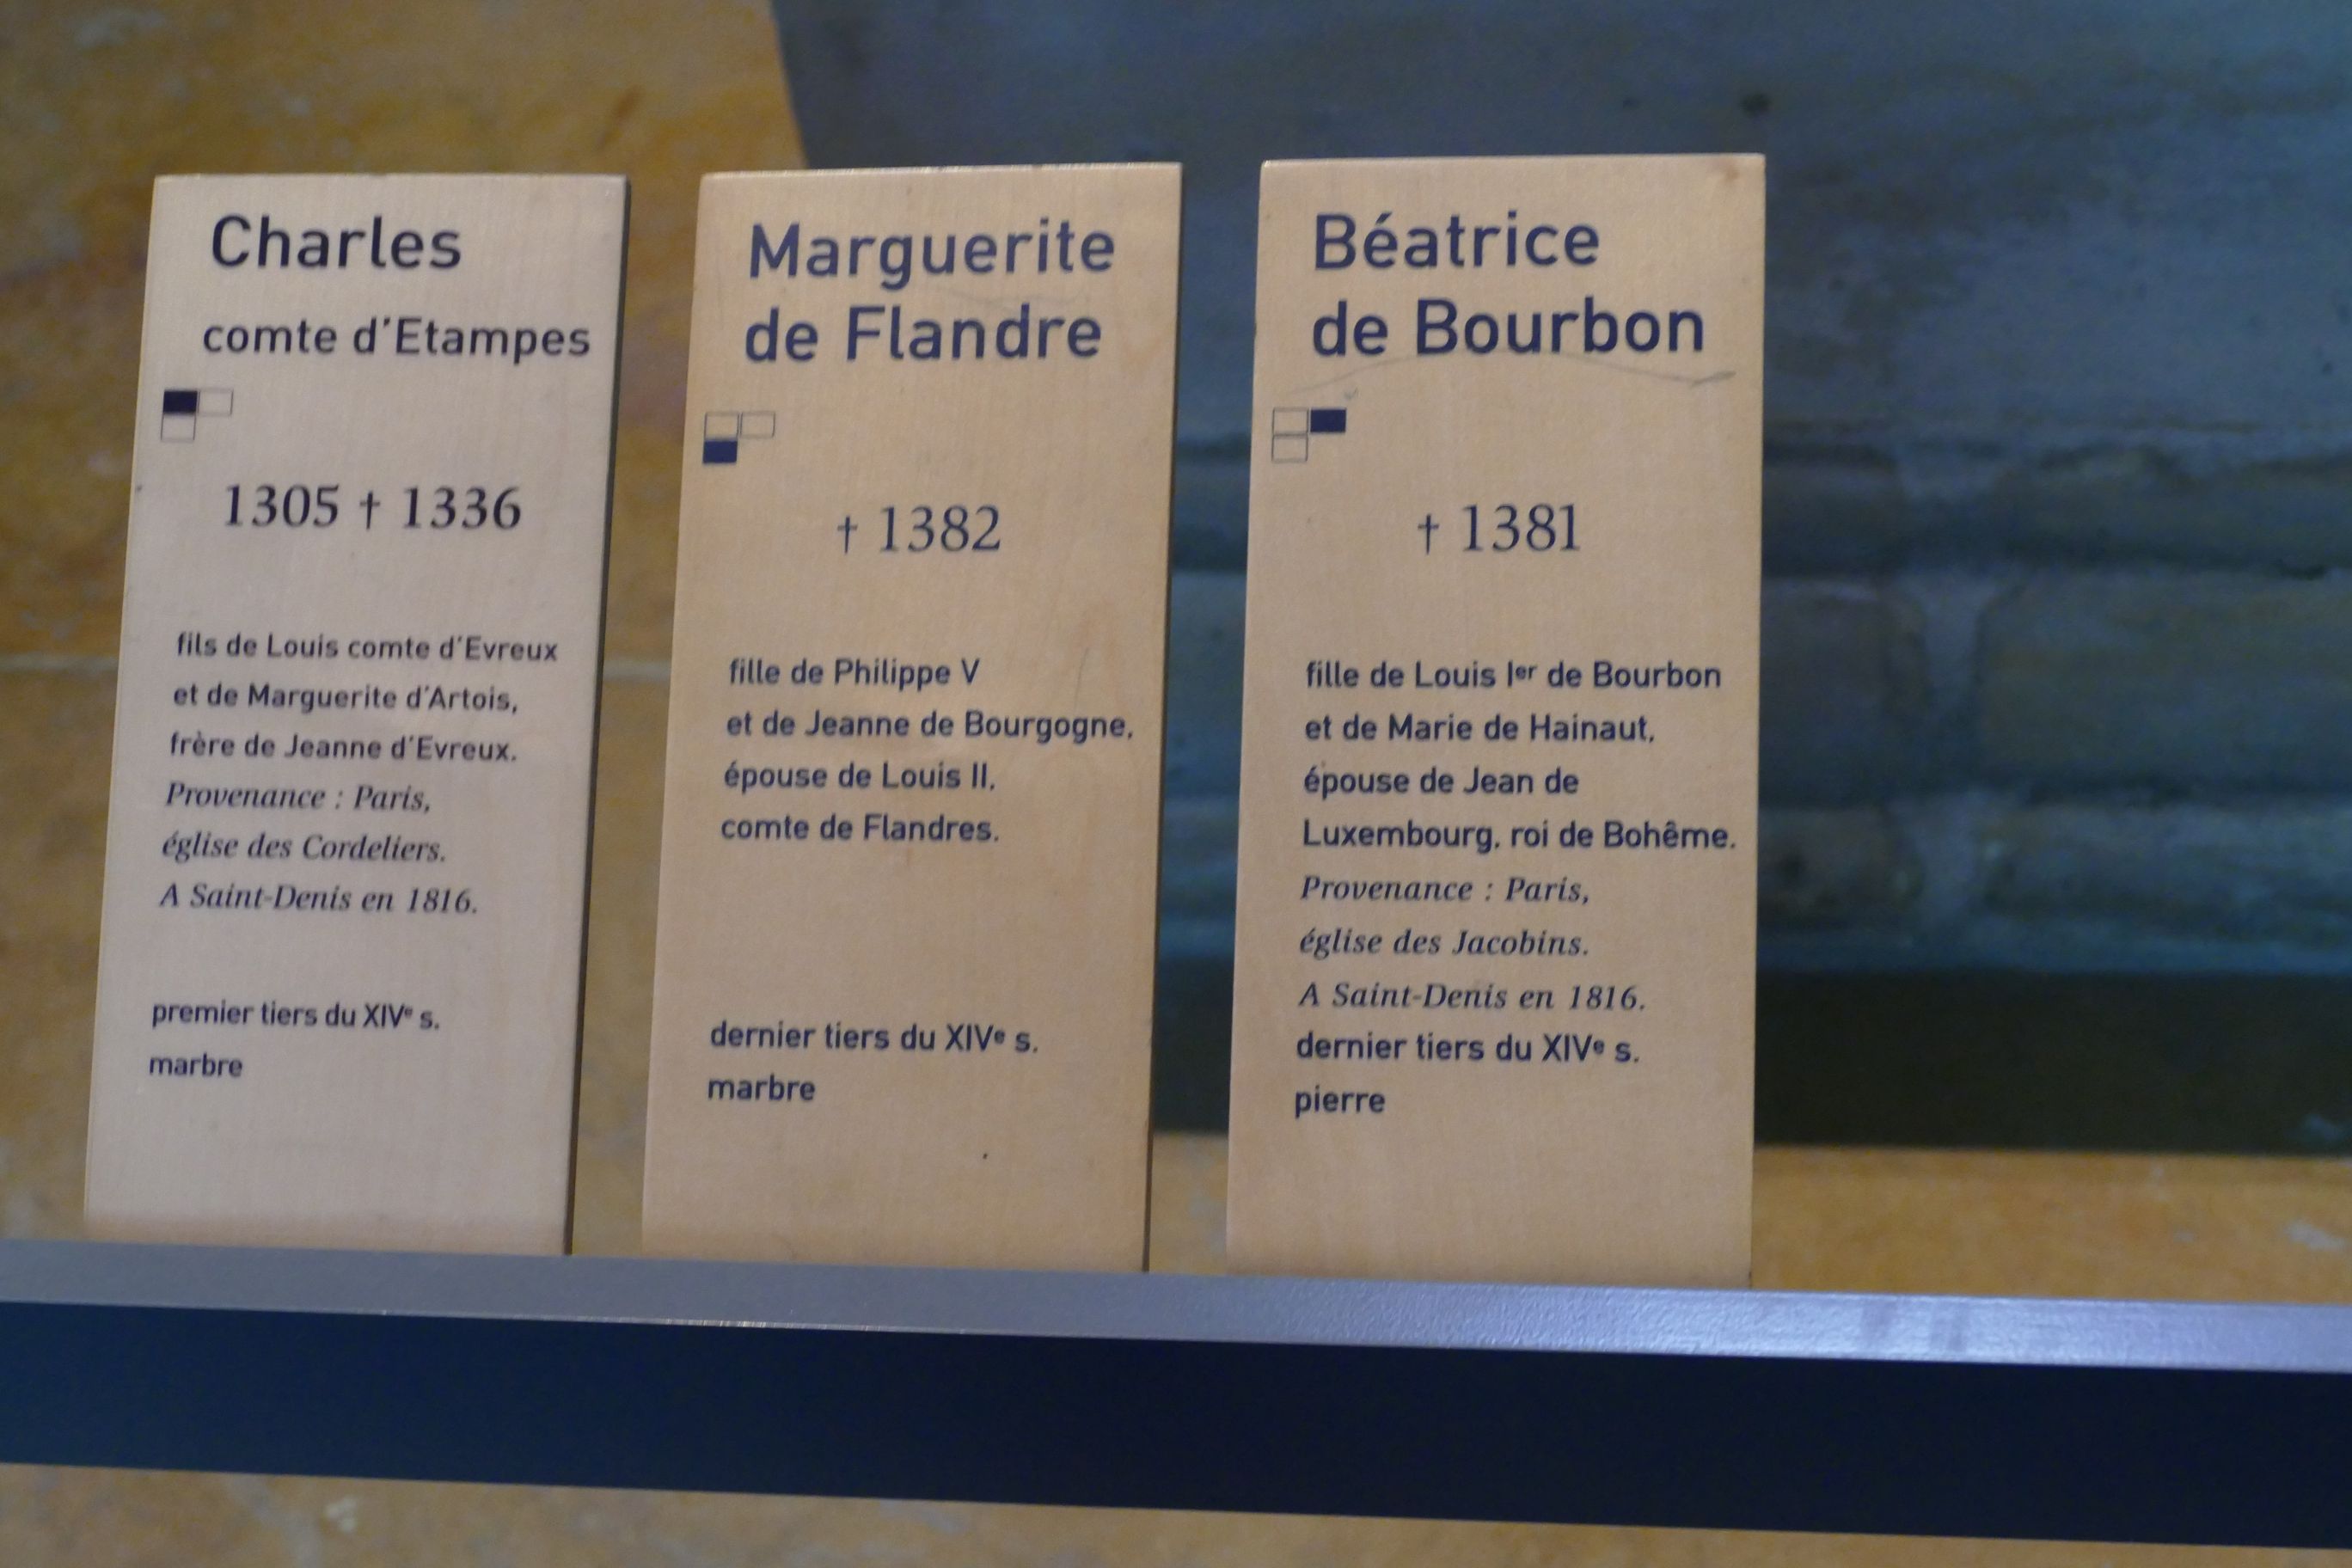 Charles
comte d'Etampes
1305 † 1336
fils de Louis comte d'Evreux
et de Marguerite d'Artois,
frère de Jeanne d'Evreux.
Provenance : Paris,
église des Cordeliers.
A Saint-Denis en 1816.
premier tiers du XIVe s.
marbre
Marguerite
de Flandre
† 1382
fille de Philippe V
et de Jeanne de Bourgogne,
épouse de Louis II,
comte de Flandres.
dernier tiers du XIVe s.
marbre
Béatrice
de Bourbon
† 1381
fille de Louis Ier de Bourbon
et de Marie de Hainaut,
épouse de Jean de
Luxembourg, roi de Bohême.
Provenance : Paris,
église des Jacobins.
A Saint-Denis en 1816.
dernier tiers du XIVe s.
pierre